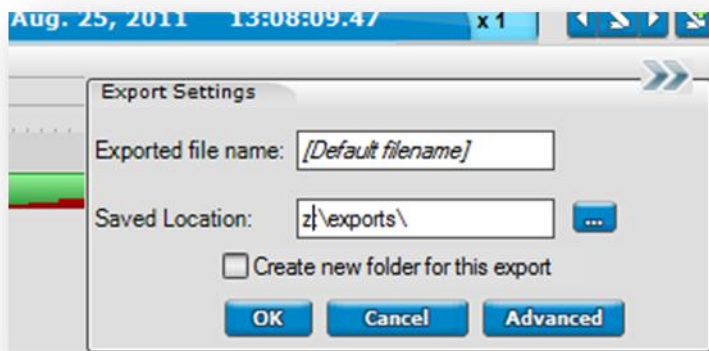 Aug. 25, 2011 13:08:09.47 x 1
Export Settings
Exported file name: [Default filename]
Saved Location: z:\exports\ ...
Create new folder for this export
OK Cancel Advanced